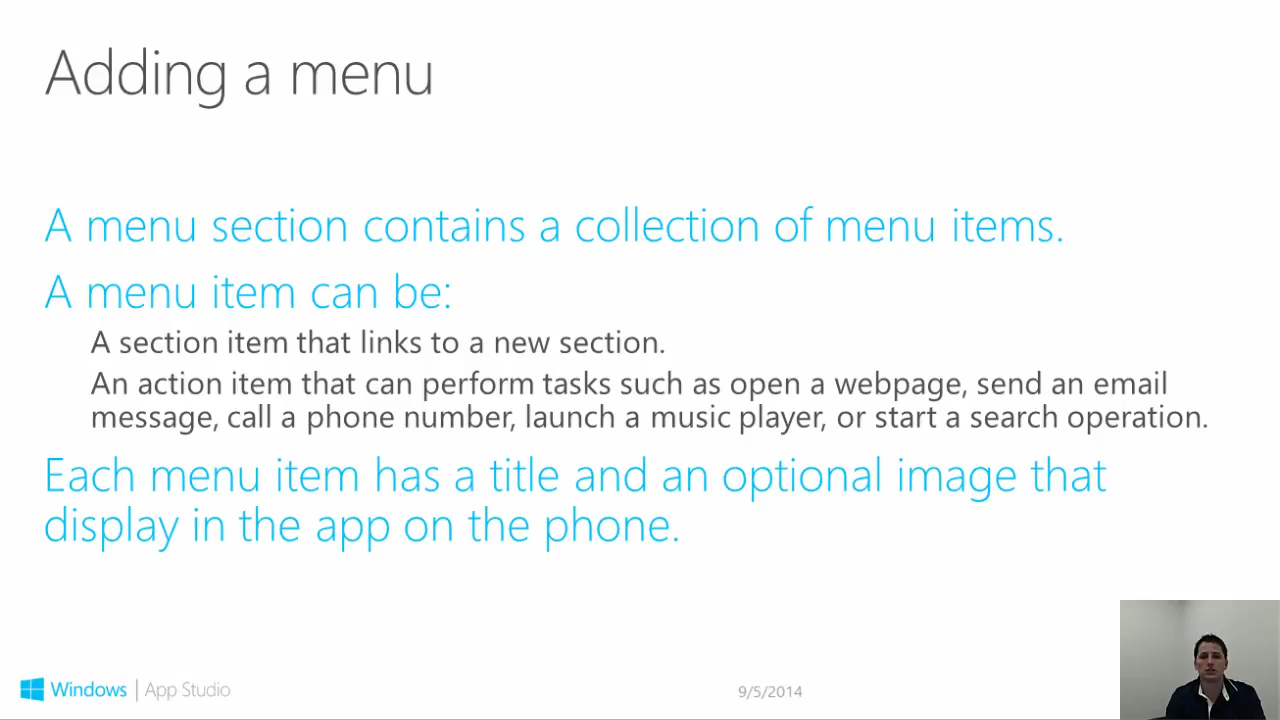 Adding a menu
A menu section contains a collection of menu items.
A menu item can be:
A section item that links to a new section.
An action item that can perform tasks such as open a webpage, send an email
message, call a phone number, launch a music player, or start a search operation.
Each menu item has a title and an optional image that
display in the app on the phone.
Windows | App Studio
9/5/2014